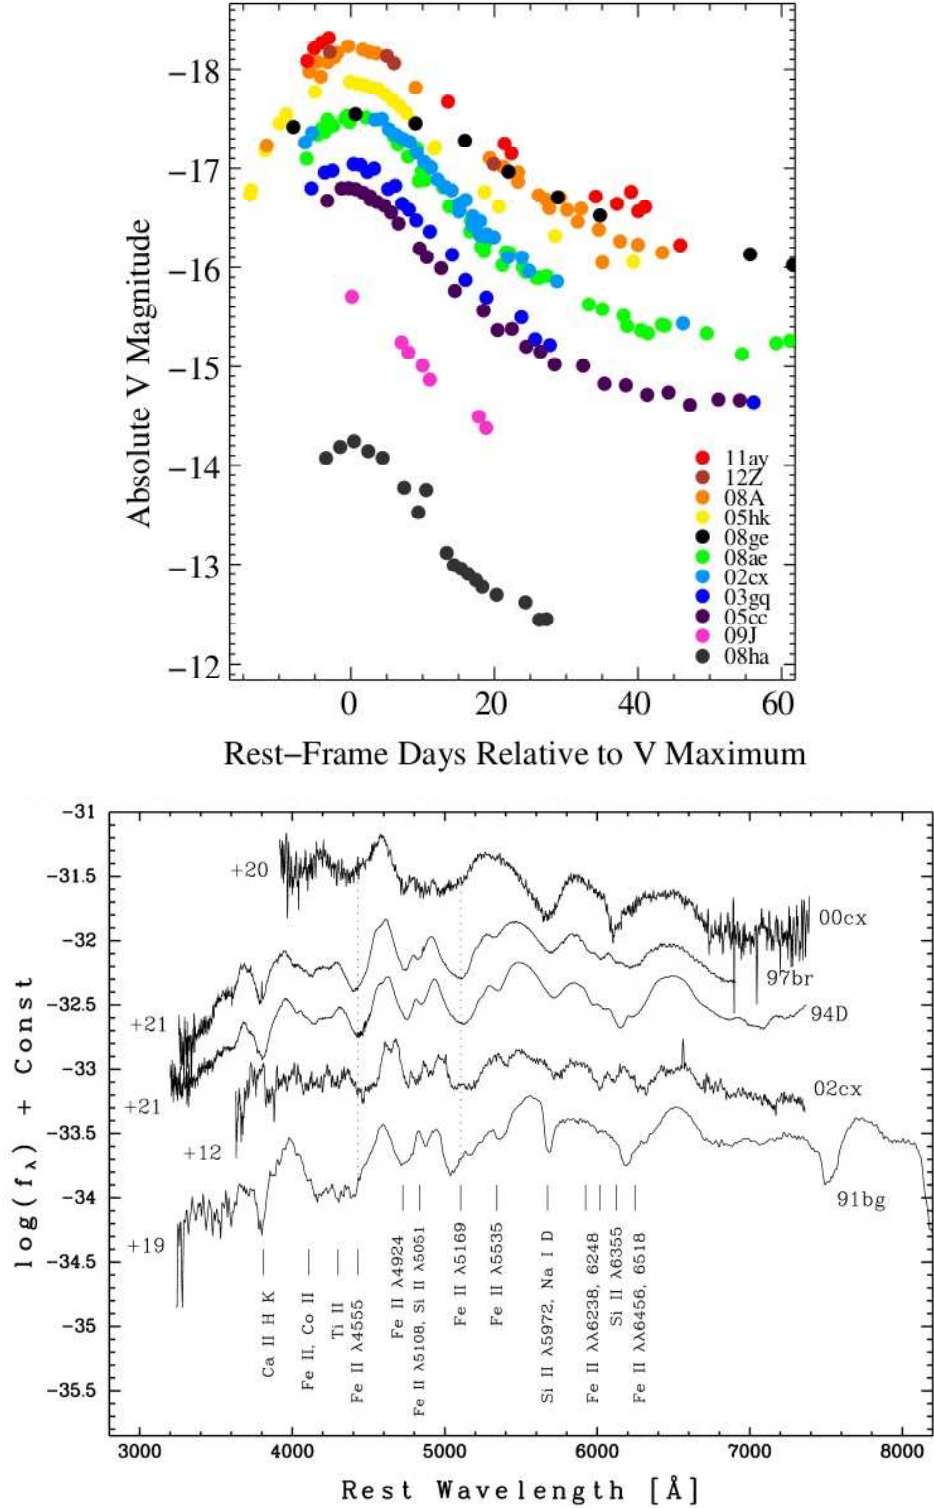 Absolute V Magnitude
−18
−17
−16
−15
−14
−13
−12
11ay
12Z
08A
05hk
08ge
08ae
02cx
03gq
05cc
09J
08ha
0
20
40
60
Rest−Frame Days Relative to V Maximum
log(fλ) + Const
−31
−31.5
−32
−32.5
−33
−33.5
−34
−34.5
−35
−35.5
+20
00cx
97br
+21
94D
+21
02cx
+12
91bg
+19
Ca II H K
Fe II, Co II
Ti II
Fe II λ4555
Fe II λ4924
Fe II λ5108, Si II λ5051
Fe II λ5169
Fe II λ5535
Si II λ5972, Na I D
Fe II λλ6238, 6248
Si II λ6355
Fe II λλ6456, 6518
3000
4000
5000
6000
7000
8000
Rest Wavelength [Å]